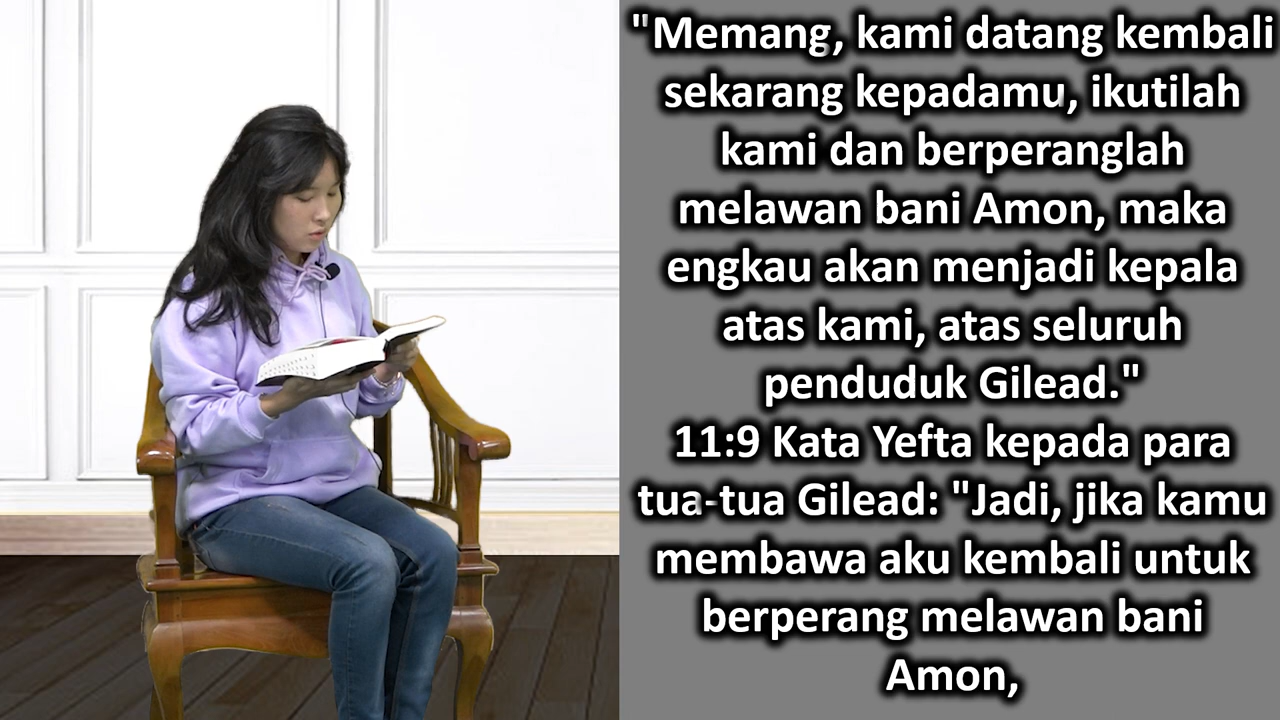 "Memang, kami datang kembali
sekarang kepadamu, ikutilah
kami dan berperanglah
melawan bani Amon, maka
engkau akan menjadi kepala
atas kami, atas seluruh
penduduk Gilead."
11:9 Kata Yefta kepada para
tua-tua Gilead: "Jadi, jika kamu
membawa aku kembali untuk
berperang melawan bani
Amon,